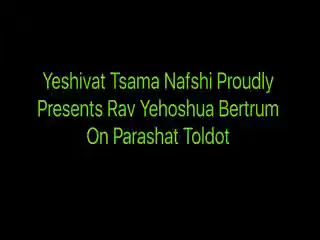 Yeshivat Tsama Nafshi Proudly
Presents Rav Yehoshua Bertrum
On Parashat Toldot